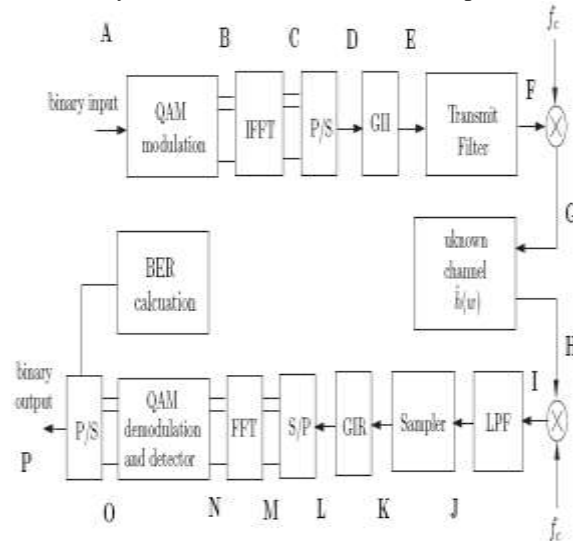 A
B
C
D
E
F
f_c
binary input
QAM
modulation
IFFT
P/S
GII
Transmit
Filter
G
BER
calcuation
uknown
channel
ĥ(w)
H
binary
output
P/S
QAM
demodulation
and detector
FFT
S/P
GIR
Sampler
LPF
I
P
O
N
M
L
K
J
f_c